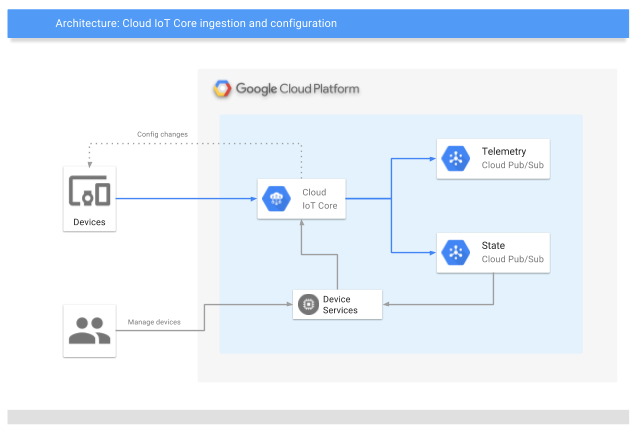 Architecture: Cloud IoT Core ingestion and configuration
Google Cloud Platform
Config changes
Telemetry
Cloud Pub/Sub
Cloud
IoT Core
Devices
State
Cloud Pub/Sub
Device
Services
Manage devices